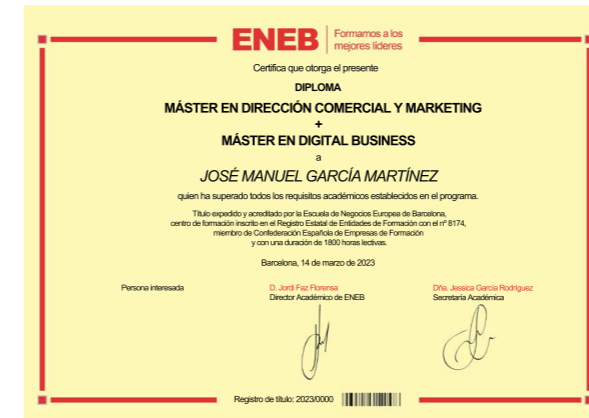 ENEB Formamos a los
mejores líderes
Certifica que otorga el presente
DIPLOMA
MÁSTER EN DIRECCIÓN COMERCIAL Y MARKETING
+
MÁSTER EN DIGITAL BUSINESS
a
JOSÉ MANUEL GARCÍA MARTÍNEZ
quien ha superado todos los requisitos académicos establecidos en el programa.
Título expedido y acreditado por la Escuela de Negocios Europea de Barcelona,
centro de formación inscrito en el Registro Estatal de Entidades de Formación con el nº 8174,
miembro de Confederación Española de Empresas de Formación
y con una duración de 1800 horas lectivas.
Barcelona, 14 de marzo de 2023
Persona interesada
D. Jordi Faz Florensa
Director Académico de ENEB
Dña. Jessica García Rodríguez
Secretaria Académica
Registro de título: 2023/0000